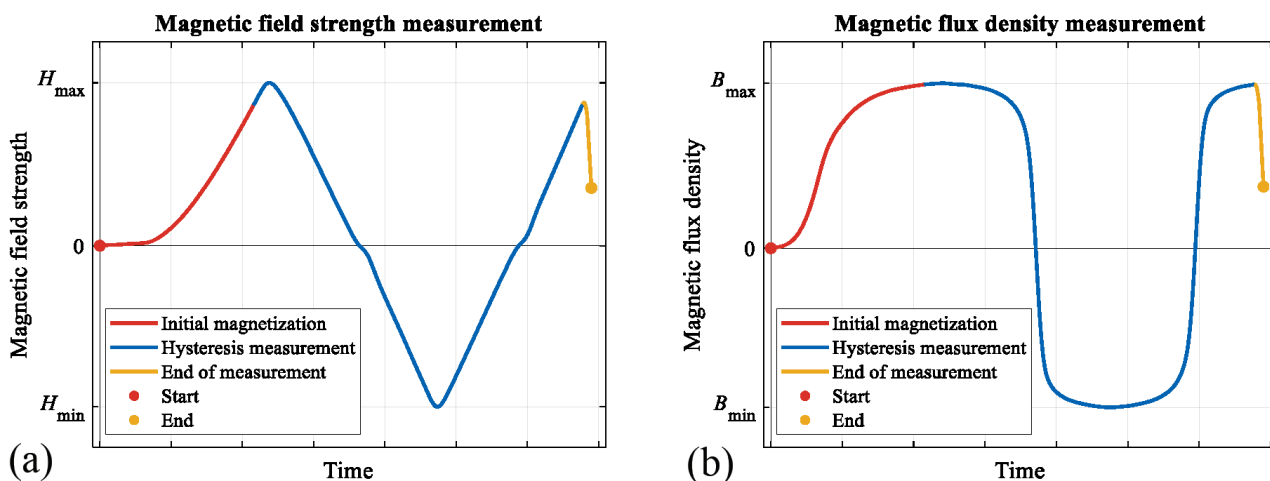 Magnetic field strength measurement
Magnetic field strength
H max
0
H min
Initial magnetization
Hysteresis measurement
End of measurement
Start
End
Time
(a)
Magnetic flux density measurement
Magnetic flux density
B max
0
B min
Initial magnetization
Hysteresis measurement
End of measurement
Start
End
Time
(b)